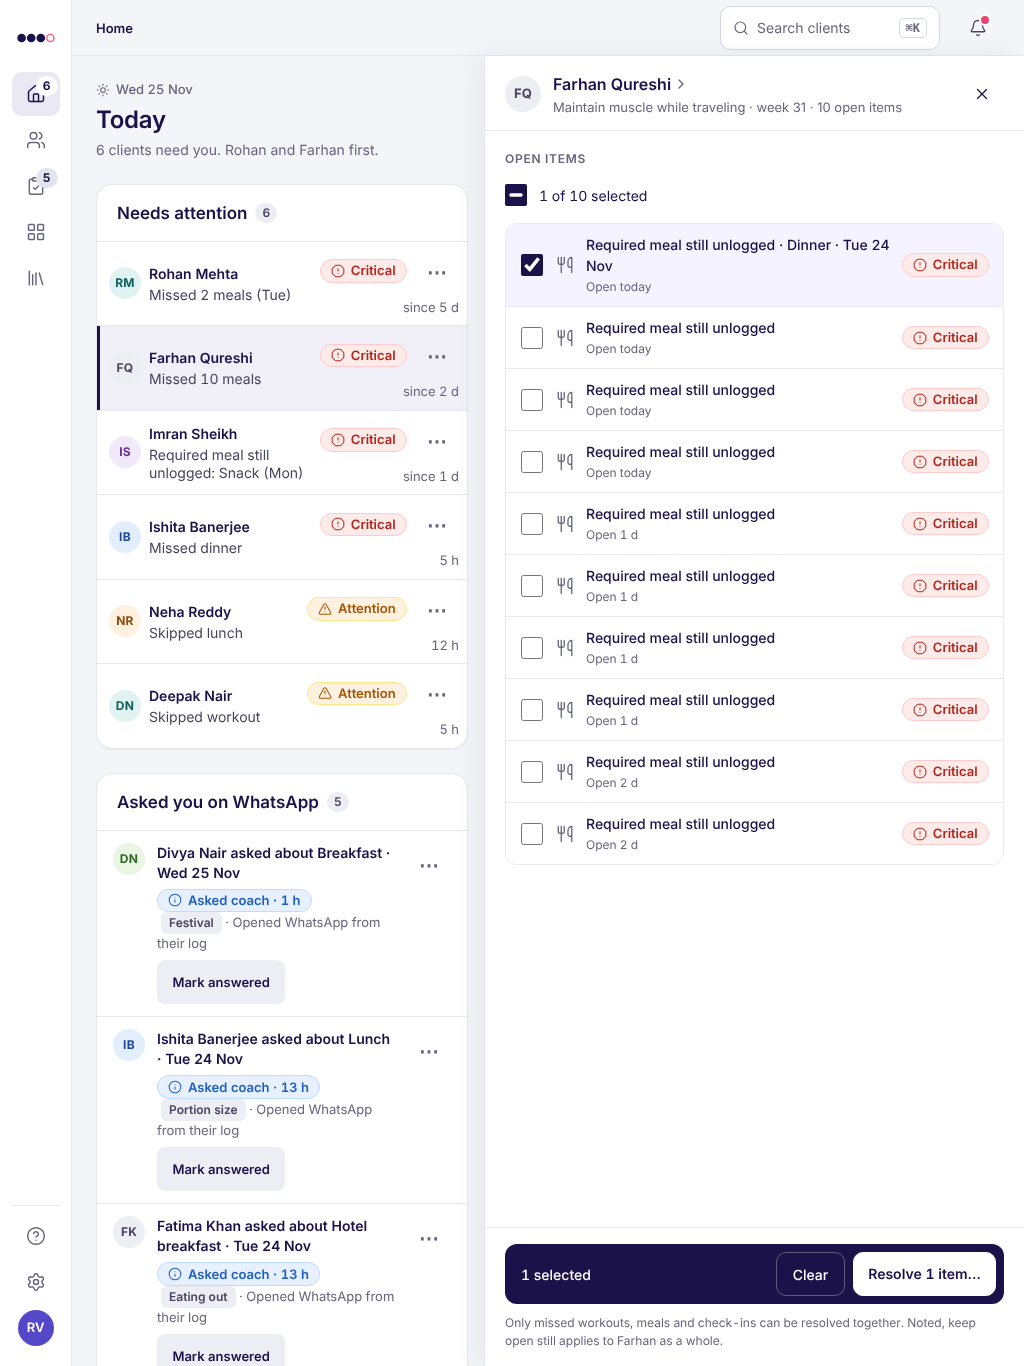 Home
Search clients
⌘K
6
5
Wed 25 Nov
Today
6 clients need you. Rohan and Farhan first.
Needs attention 6
RM
Rohan Mehta
Missed 2 meals (Tue)
Critical
since 5 d
FQ
Farhan Qureshi
Missed 10 meals
Critical
since 2 d
IS
Imran Sheikh
Required meal still
unlogged: Snack (Mon)
Critical
since 1 d
IB
Ishita Banerjee
Missed dinner
Critical
5 h
NR
Neha Reddy
Skipped lunch
Attention
12 h
DN
Deepak Nair
Skipped workout
Attention
5 h
Asked you on WhatsApp 5
DN
Divya Nair asked about Breakfast ·
Wed 25 Nov
Asked coach · 1 h
Festival · Opened WhatsApp from
their log
Mark answered
IB
Ishita Banerjee asked about Lunch
· Tue 24 Nov
Asked coach · 13 h
Portion size · Opened WhatsApp
from their log
Mark answered
FK
Fatima Khan asked about Hotel
breakfast · Tue 24 Nov
Asked coach · 13 h
Eating out · Opened WhatsApp from
their log
Mark answered
RV
FQ
Farhan Qureshi
Maintain muscle while traveling · week 31 · 10 open items
OPEN ITEMS
1 of 10 selected
Required meal still unlogged · Dinner · Tue 24
Nov
Open today
Critical
Required meal still unlogged
Open today
Critical
Required meal still unlogged
Open today
Critical
Required meal still unlogged
Open today
Critical
Required meal still unlogged
Open 1 d
Critical
Required meal still unlogged
Open 1 d
Critical
Required meal still unlogged
Open 1 d
Critical
Required meal still unlogged
Open 1 d
Critical
Required meal still unlogged
Open 2 d
Critical
Required meal still unlogged
Open 2 d
Critical
1 selected
Clear
Resolve 1 item...
Only missed workouts, meals and check-ins can be resolved together. Noted, keep
open still applies to Farhan as a whole.